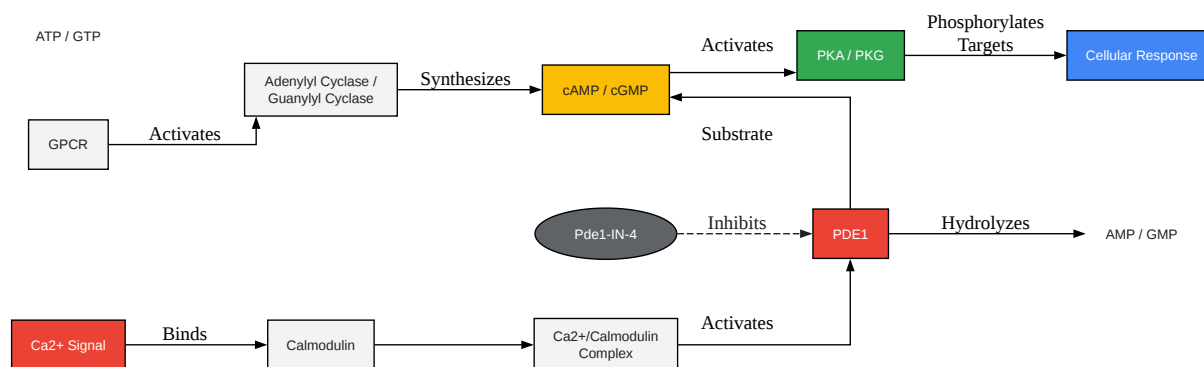 Phosphorylates
Targets
ATP / GTP
Activates
PKA / PKG
Cellular Response
Adenylyl Cyclase /
Guanylyl Cyclase
Synthesizes
cAMP / cGMP
GPCR
Activates
Substrate
Pde1-IN-4
Inhibits
PDE1
Hydrolyzes
AMP / GMP
Ca2+ Signal
Binds
Calmodulin
Ca2+/Calmodulin
Complex
Activates